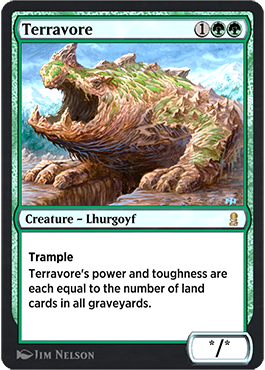 Terravore 1
Creature – Lhurgoyf
Trample
Terravore's power and toughness are
each equal to the number of land
cards in all graveyards.
*/*
JIM NELSON